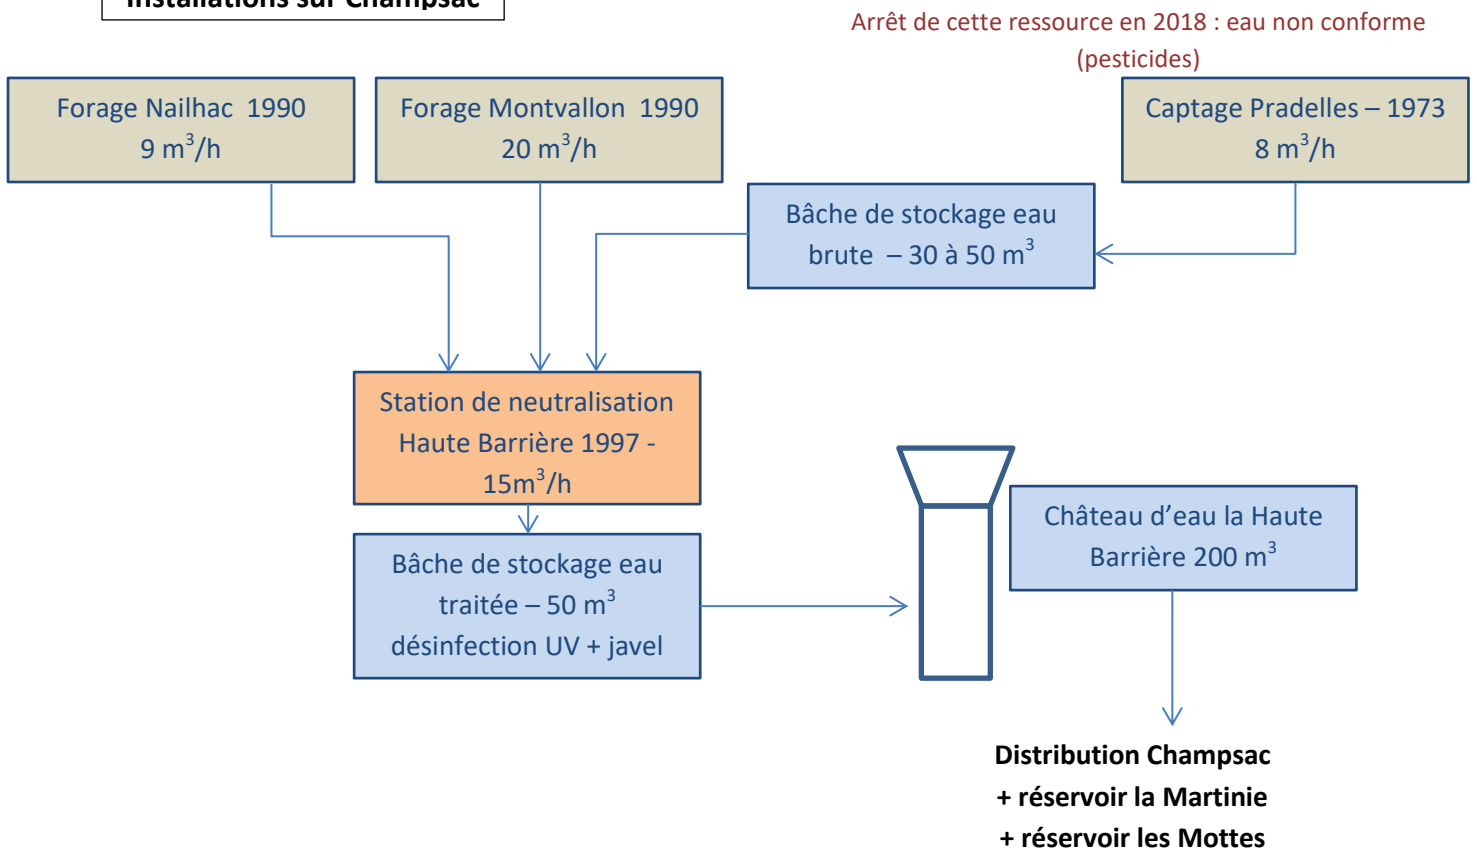 Installations sur Champsac
Arrêt de cette ressource en 2018 : eau non conforme
(pesticides)
Forage Nailhac 1990
9 m³/h
Forage Montvallon 1990
20 m³/h
Captage Pradelles – 1973
8 m³/h
Bâche de stockage eau
brute – 30 à 50 m³
Station de neutralisation
Haute Barrière 1997 -
15m³/h
Château d’eau la Haute
Barrière 200 m³
Bâche de stockage eau
traitée – 50 m³
désinfection UV + javel
Distribution Champsac
+ réservoir la Martinie
+ réservoir les Mottes